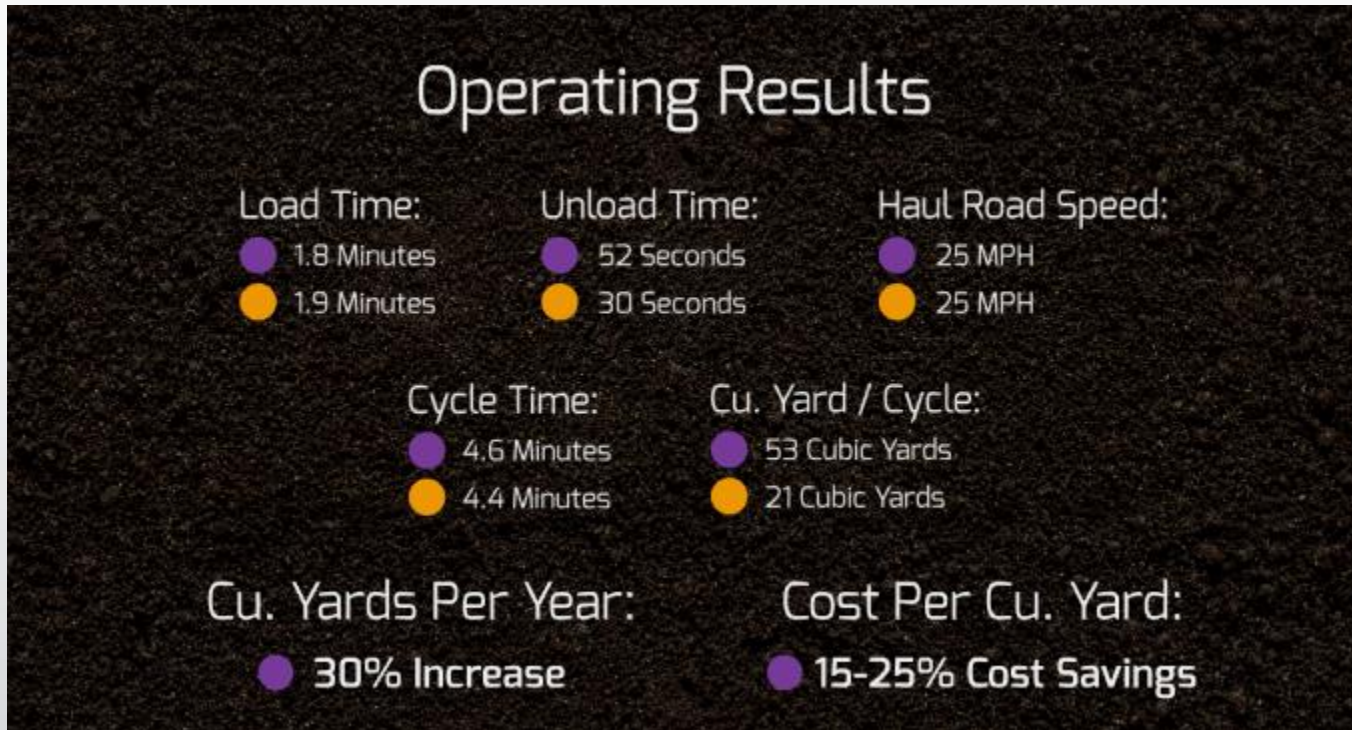 Operating Results
Load Time:
1.8 Minutes
1.9 Minutes
Unload Time:
52 Seconds
30 Seconds
Haul Road Speed:
25 MPH
25 MPH
Cycle Time:
4.6 Minutes
4.4 Minutes
Cu. Yard / Cycle:
53 Cubic Yards
21 Cubic Yards
Cu. Yards Per Year:
30% Increase
Cost Per Cu. Yard:
15-25% Cost Savings